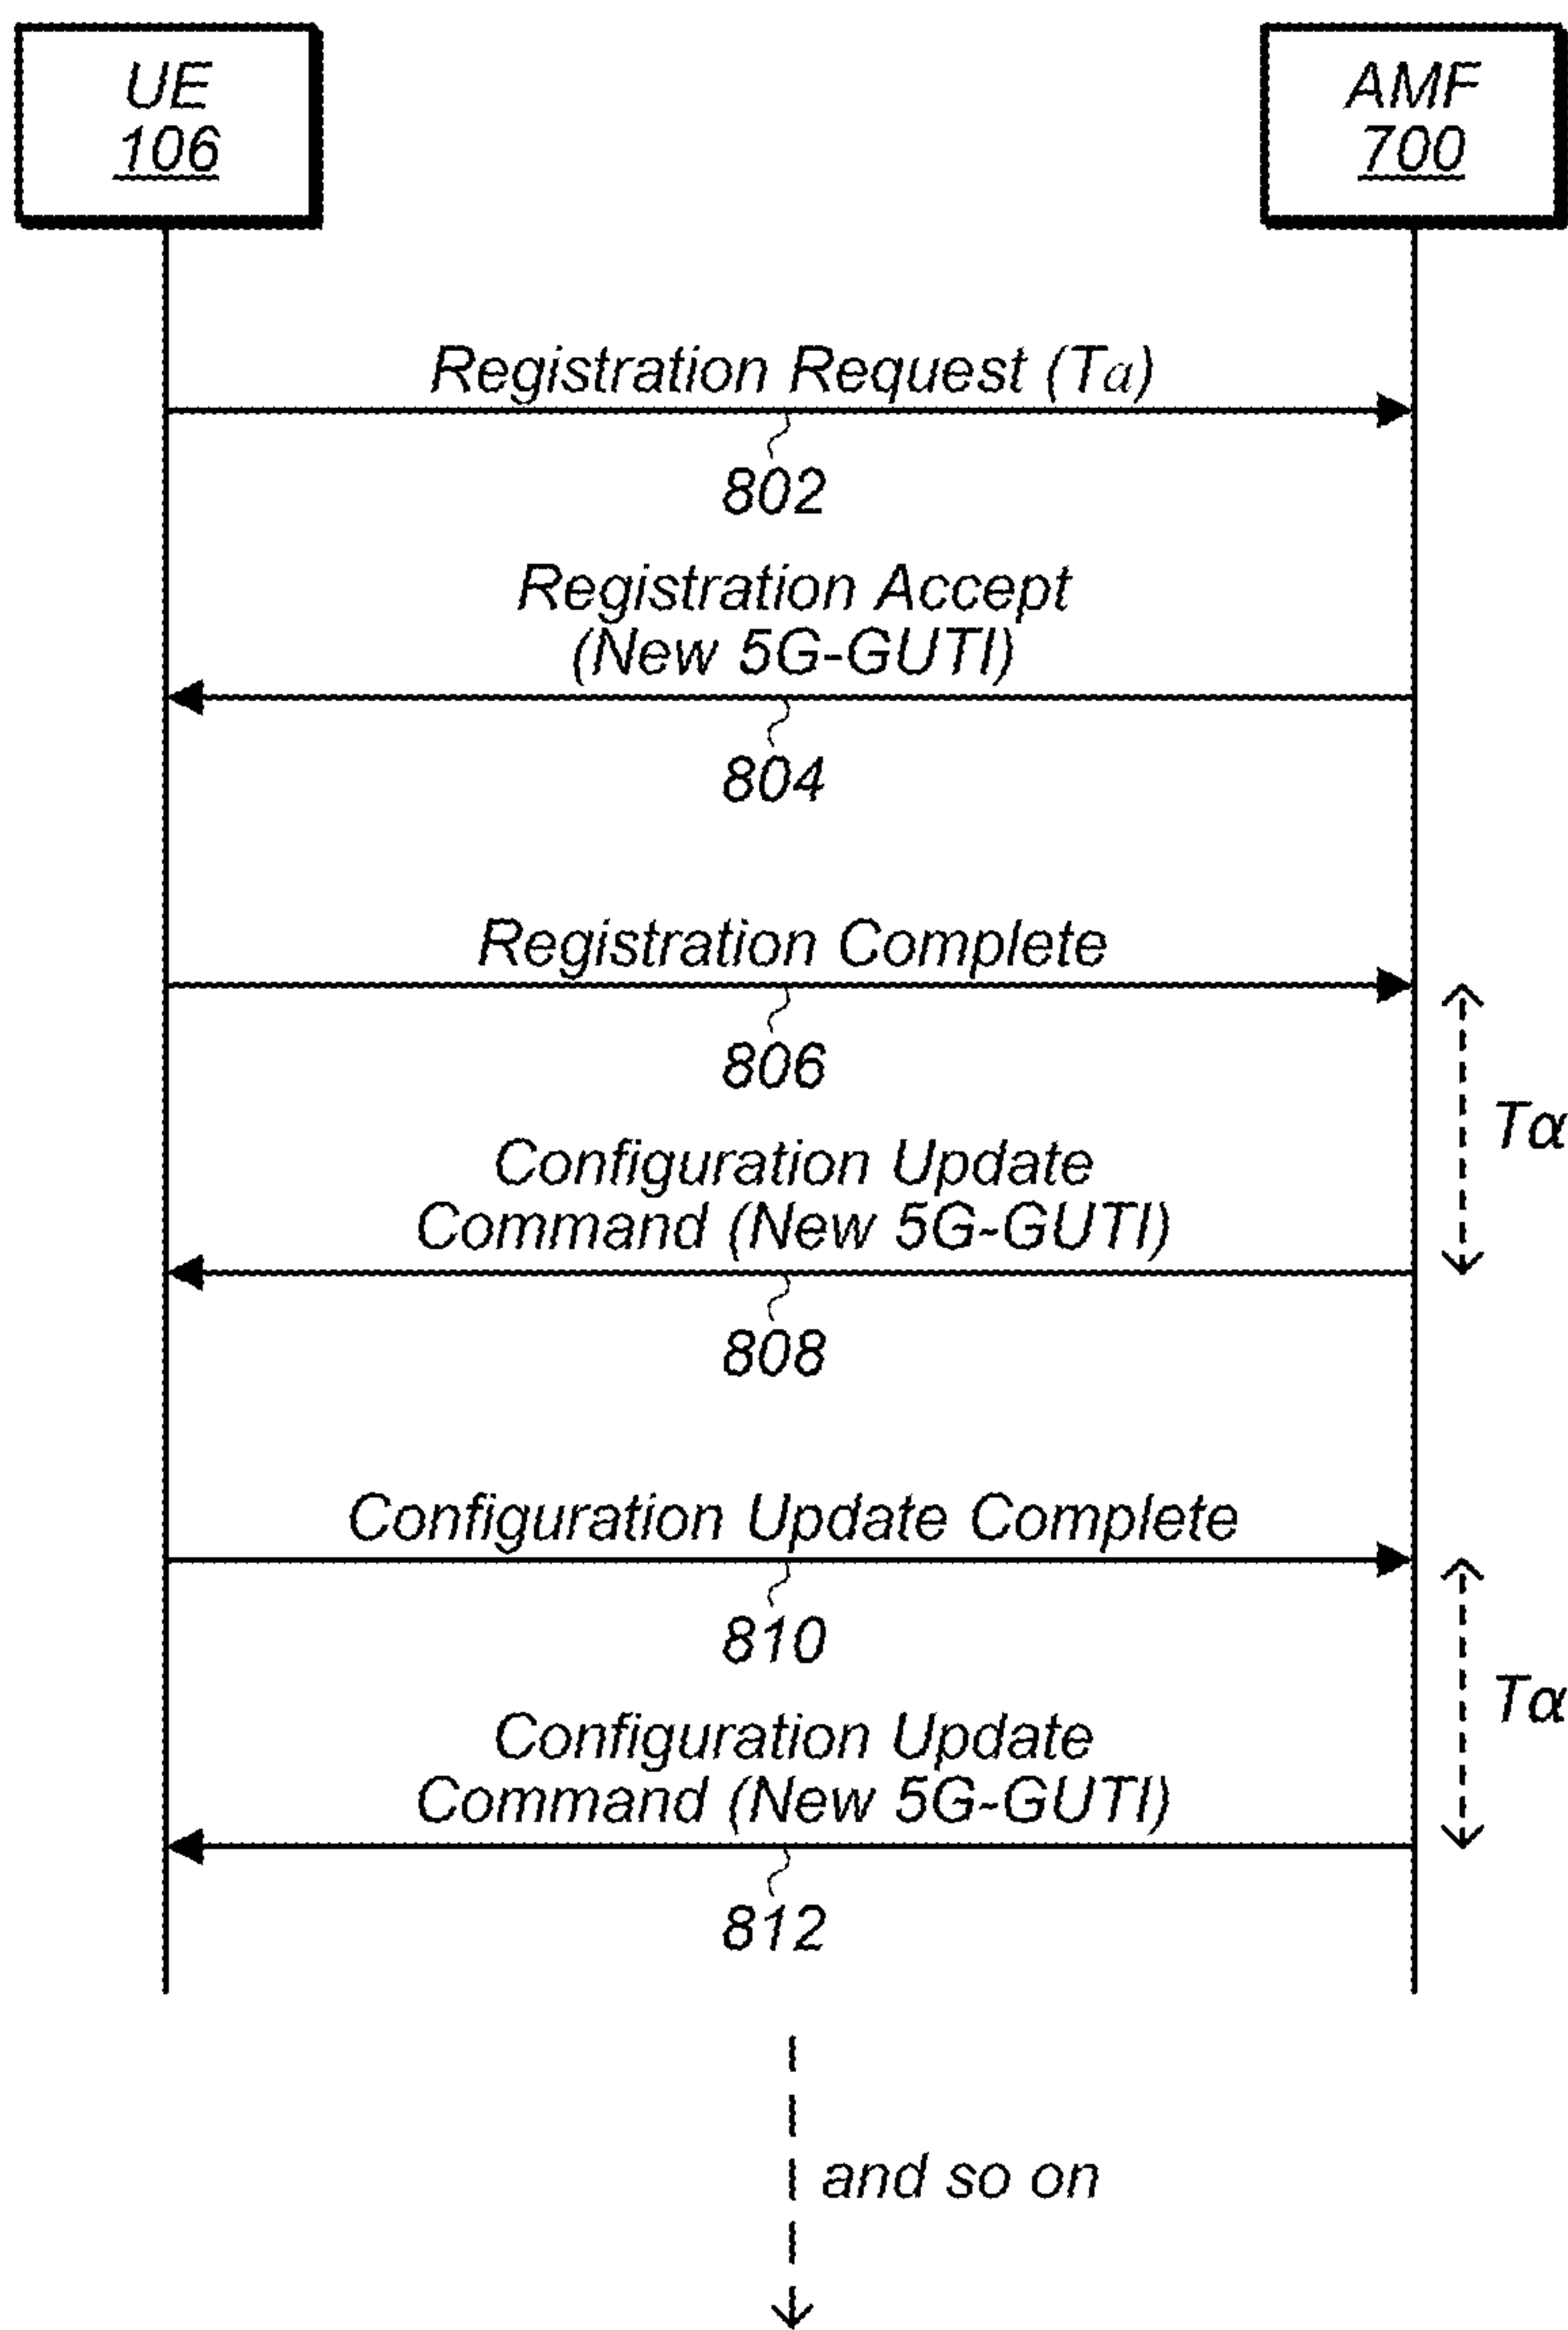 UE
106
AMF
700
Registration Request (Tα)
802
Registration Accept
(New 5G-GUTI)
804
Registration Complete
806
Tα
Configuration Update
Command (New 5G-GUTI)
808
Configuration Update Complete
810
Tα
Configuration Update
Command (New 5G-GUTI)
812
and so on